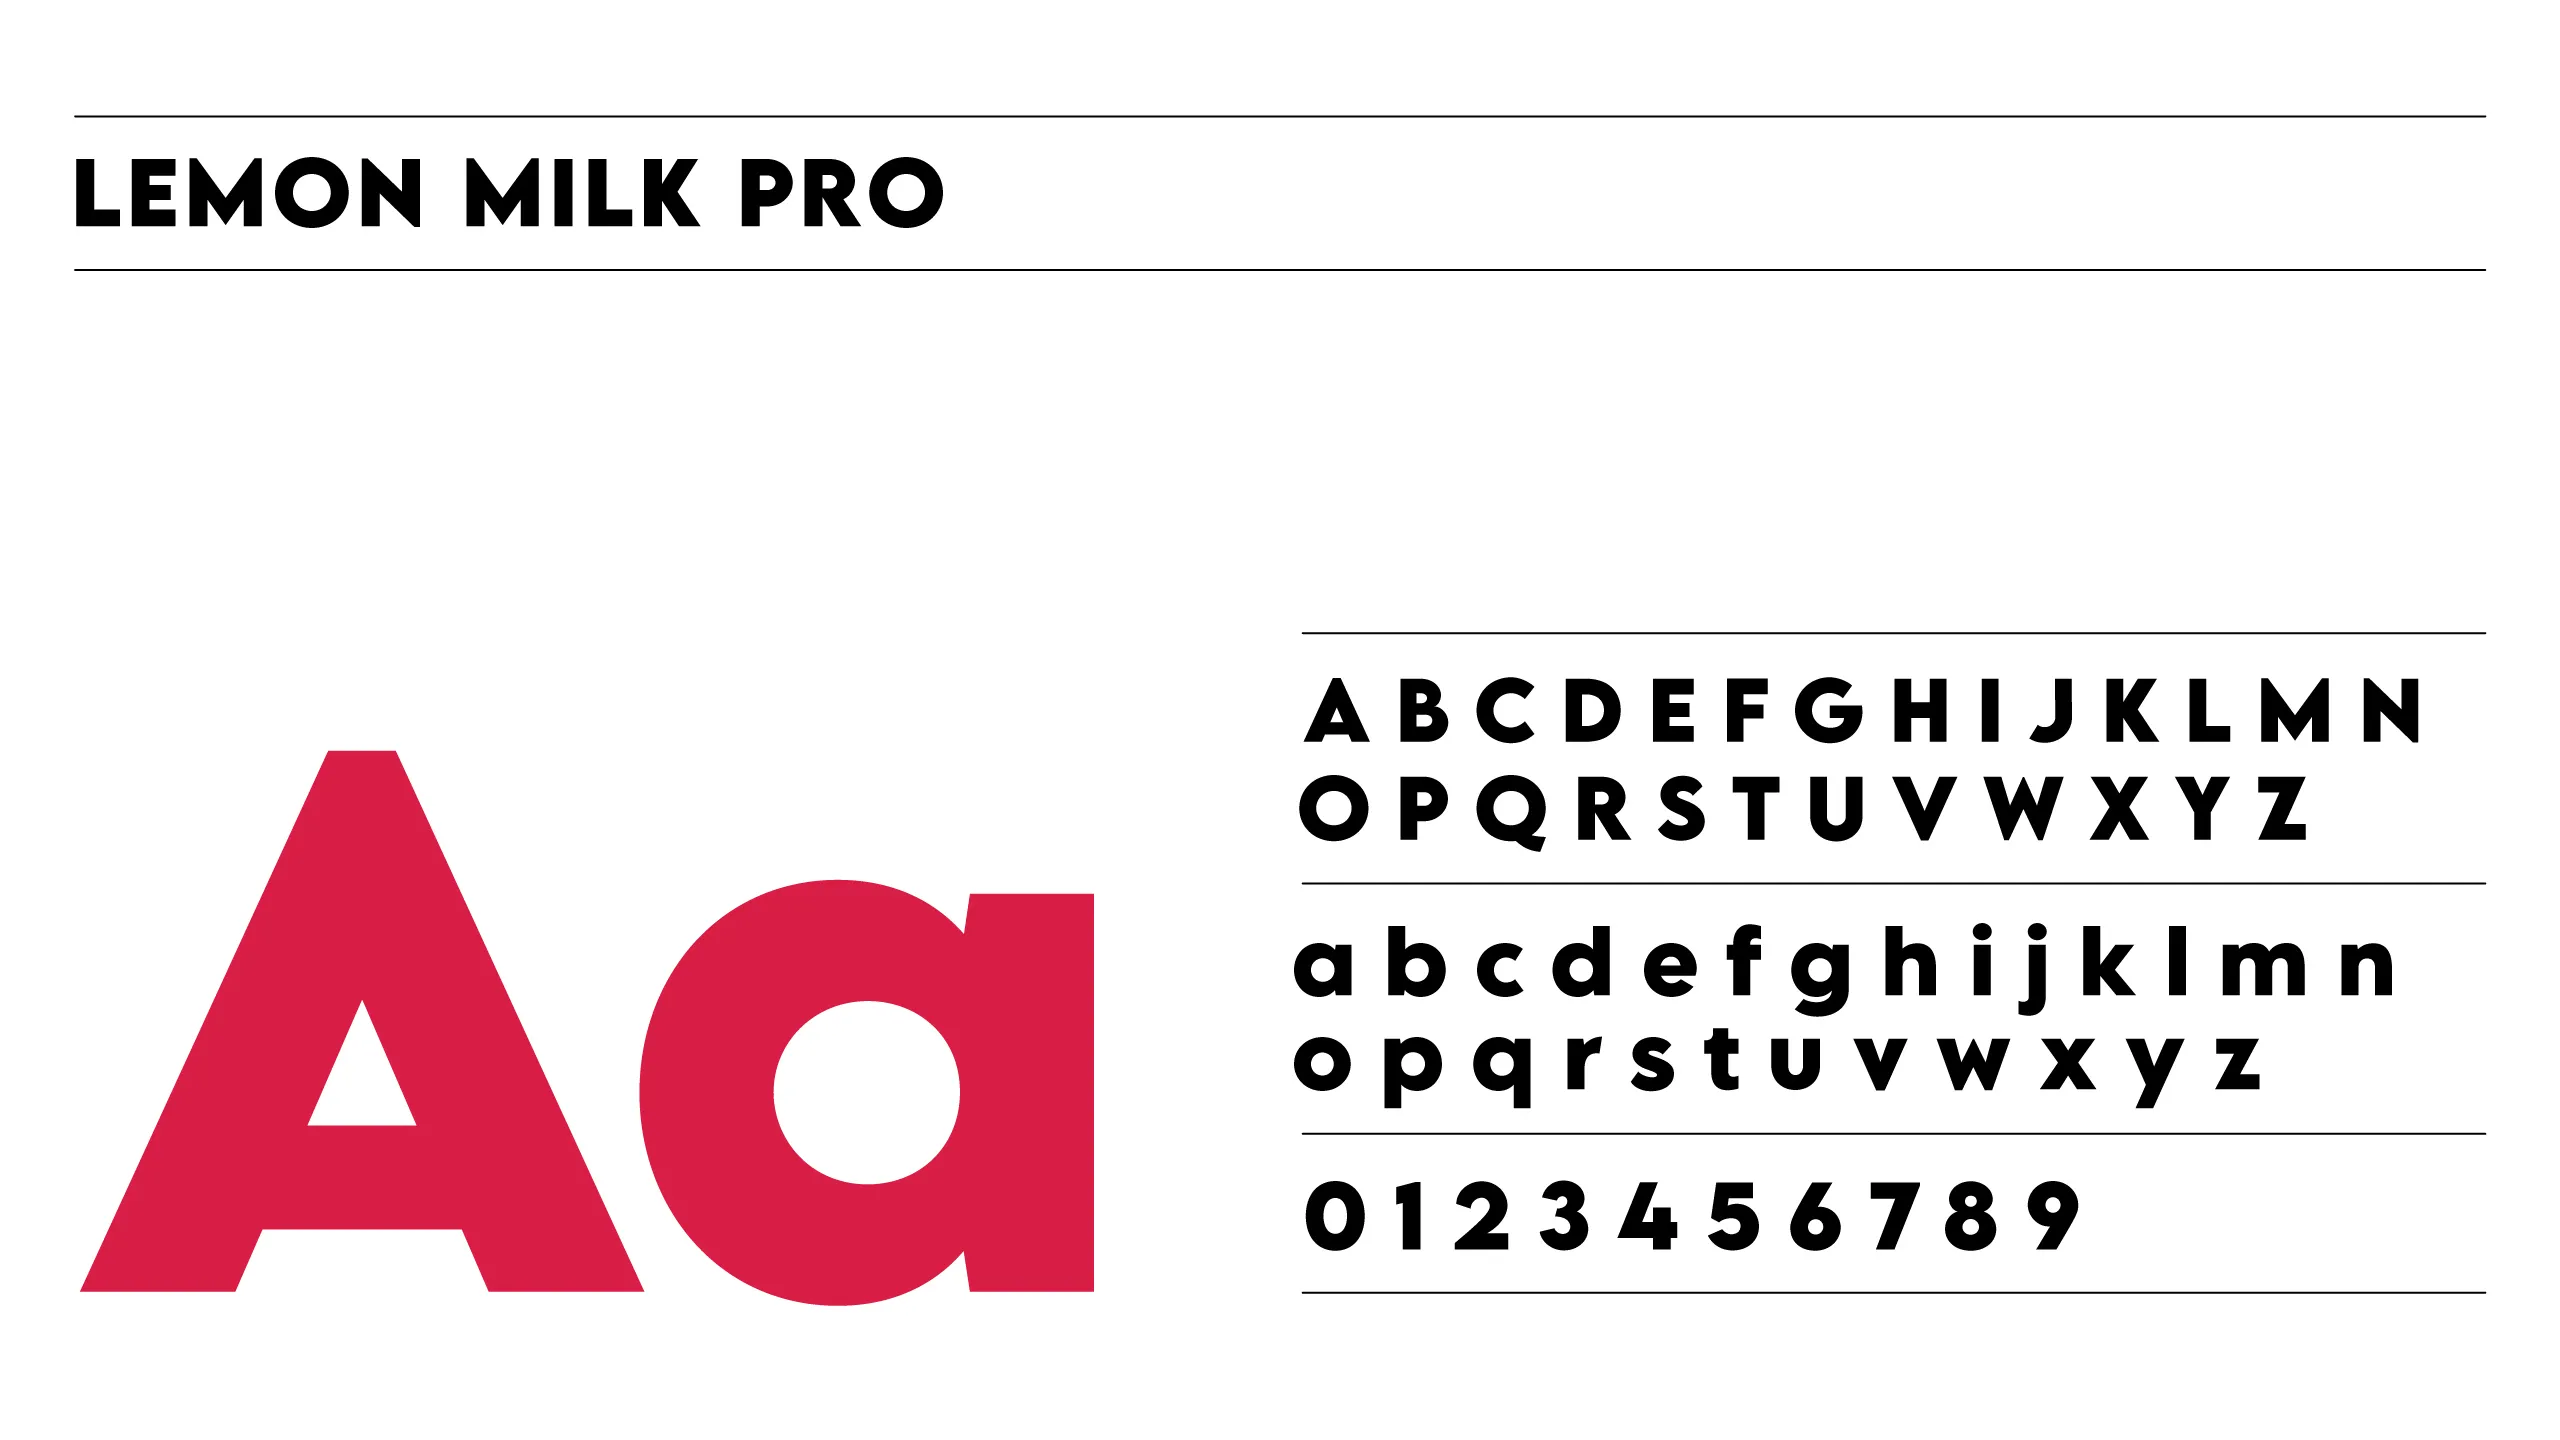 LEMON MILK PRO
Aa
A B C D E F G H I J K L M N
O P Q R S T U V W X Y Z
a b c d e f g h i j k l m n
o p q r s t u v w x y z
0 1 2 3 4 5 6 7 8 9